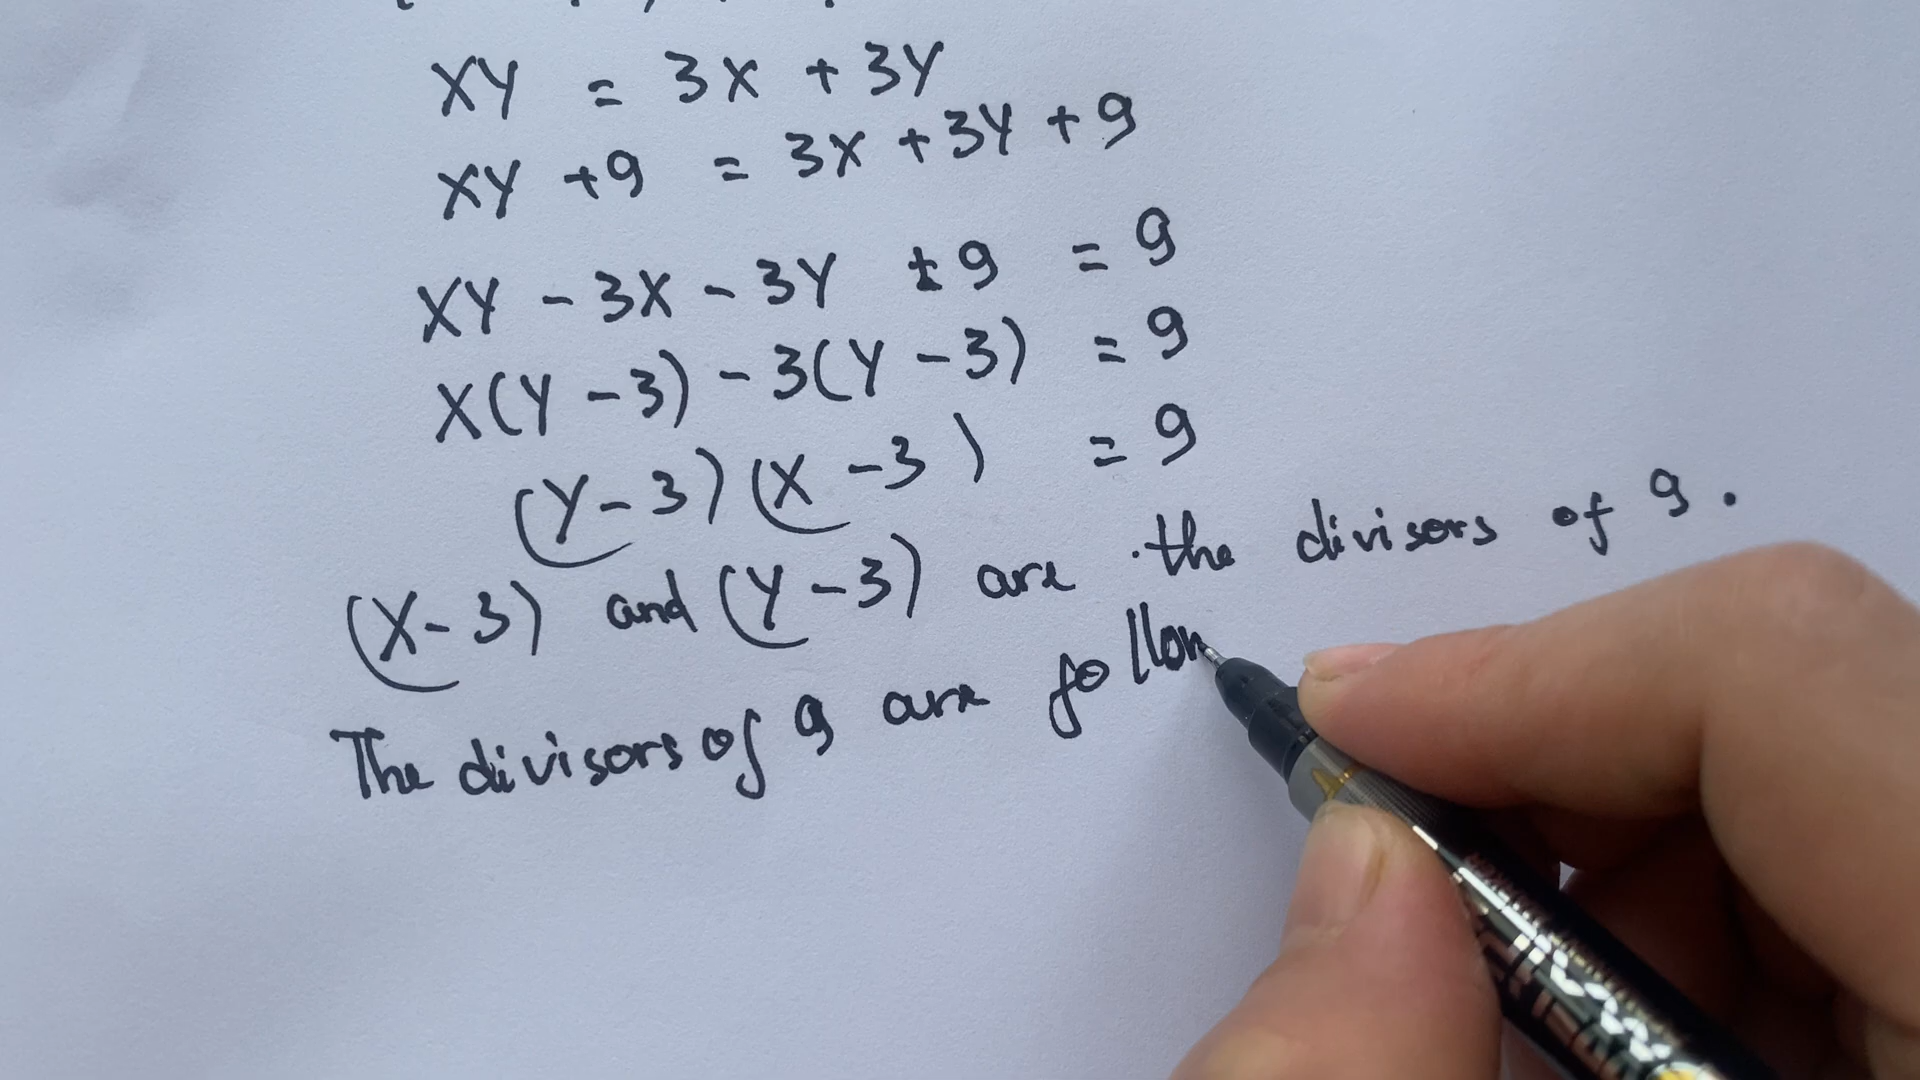 XY = 3X + 3Y
XY + 9 = 3X + 3Y + 9
XY - 3X - 3Y + 9 = 9
X(Y - 3) - 3(Y - 3) = 9
(Y - 3)(X - 3) = 9
(X - 3) and (Y - 3) are the divisors of 9.
The divisors of 9 are follow